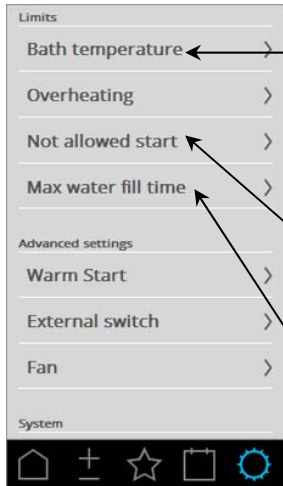 Limits
Bath temperature
Overheating
Not allowed start
Max water fill time
Advanced settings
Warm Start
External switch
Fan
System